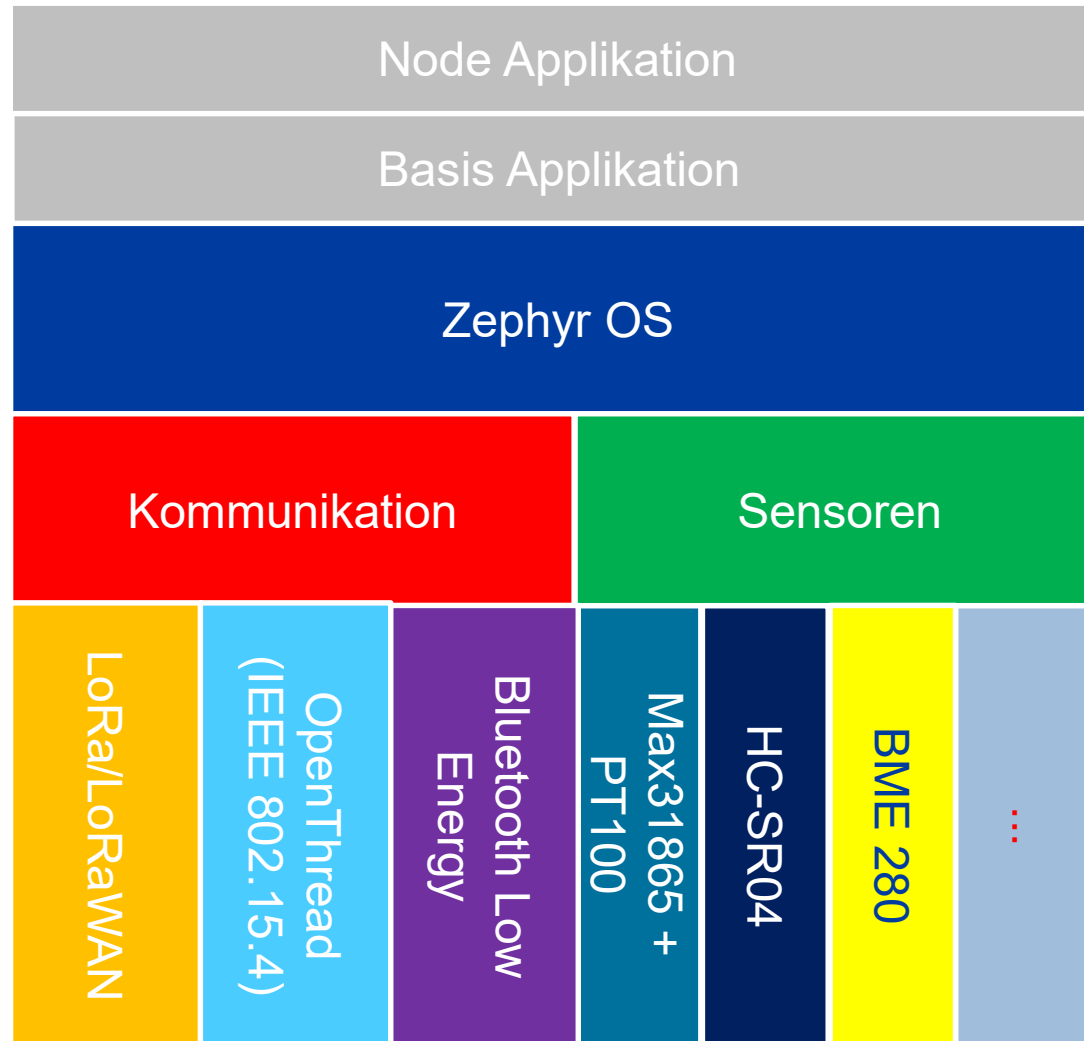 Node Applikation
Basis Applikation
Zephyr OS
Kommunikation
Sensoren
LoRa/LoRaWAN
OpenThread
(IEEE 802.15.4)
Bluetooth Low
Energy
Max31865 +
PT100
HC-SR04
BME 280
...